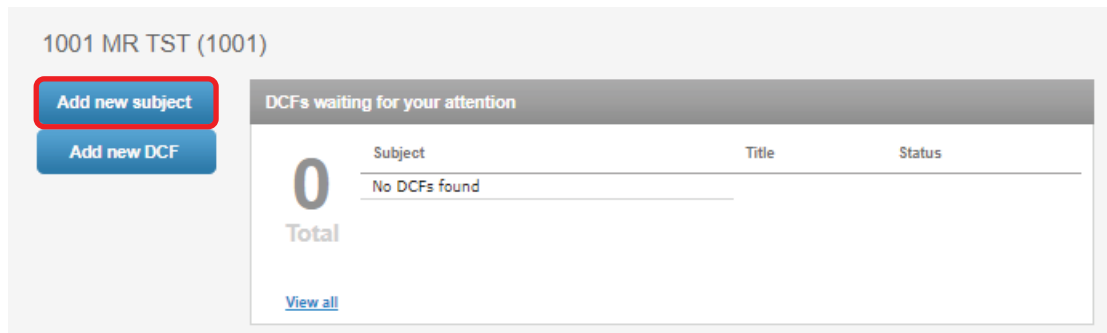 1001 MR TST (1001)
Add new subject
Add new DCF
DCFs waiting for your attention
Subject Title Status
No DCFs found
0
Total
View all